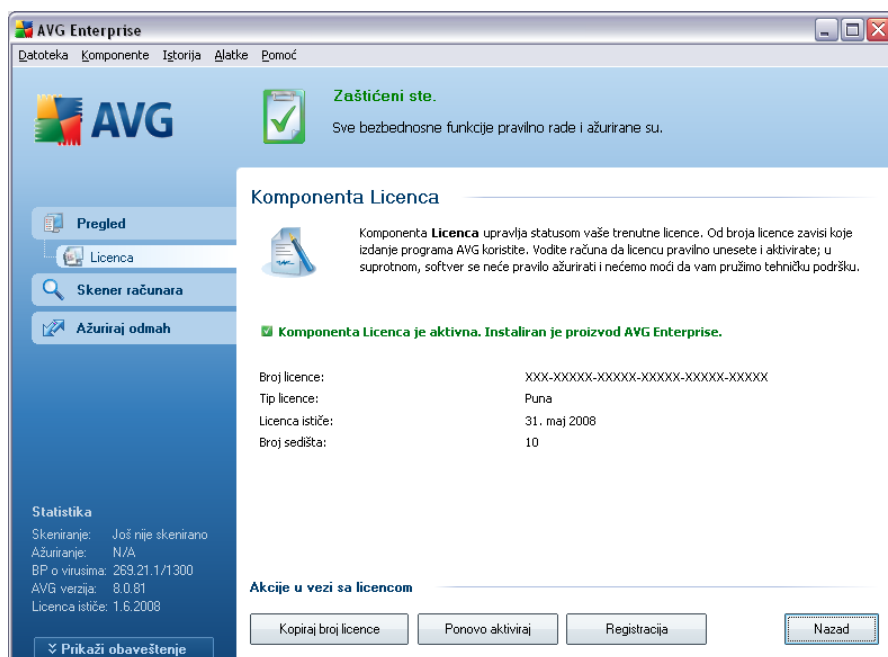 AVG Enterprise
Datoteka Komponente Istorija Alatke Pomoć
AVG
Zaštićeni ste.
Sve bezbednosne funkcije pravilno rade i ažurirane su.
Pregled
Licenca
Skener računara
Ažuriraj odmah
Komponenta Licenca
Komponenta Licenca upravlja statusom vaše trenutne licence. Od broja licence zavisi koje
izdanje programa AVG koristite. Vodite računa da licencu pravilno unesete i aktivirate; u
suprotnom, softver se neće pravilo ažurirati i nećemo moći da vam pružimo tehničku podršku.
Komponenta Licenca je aktivna. Instaliran je proizvod AVG Enterprise.
Broj licence: XXX-XXXXX-XXXXX-XXXXX-XXXXX-XXXXX
Tip licence: Puna
Licenca ističe: 31. maj 2008
Broj sedišta: 10
Statistika
Skeniranje: Još nije skenirano
Ažuriranje: N/A
BP o virusima: 269.21.1/1300
AVG verzija: 8.0.81
Licenca ističe: 1.6.2008
Prikaži obaveštenje
Akcije u vezi sa licencom
Kopiraj broj licence Ponovo aktiviraj Registracija Nazad